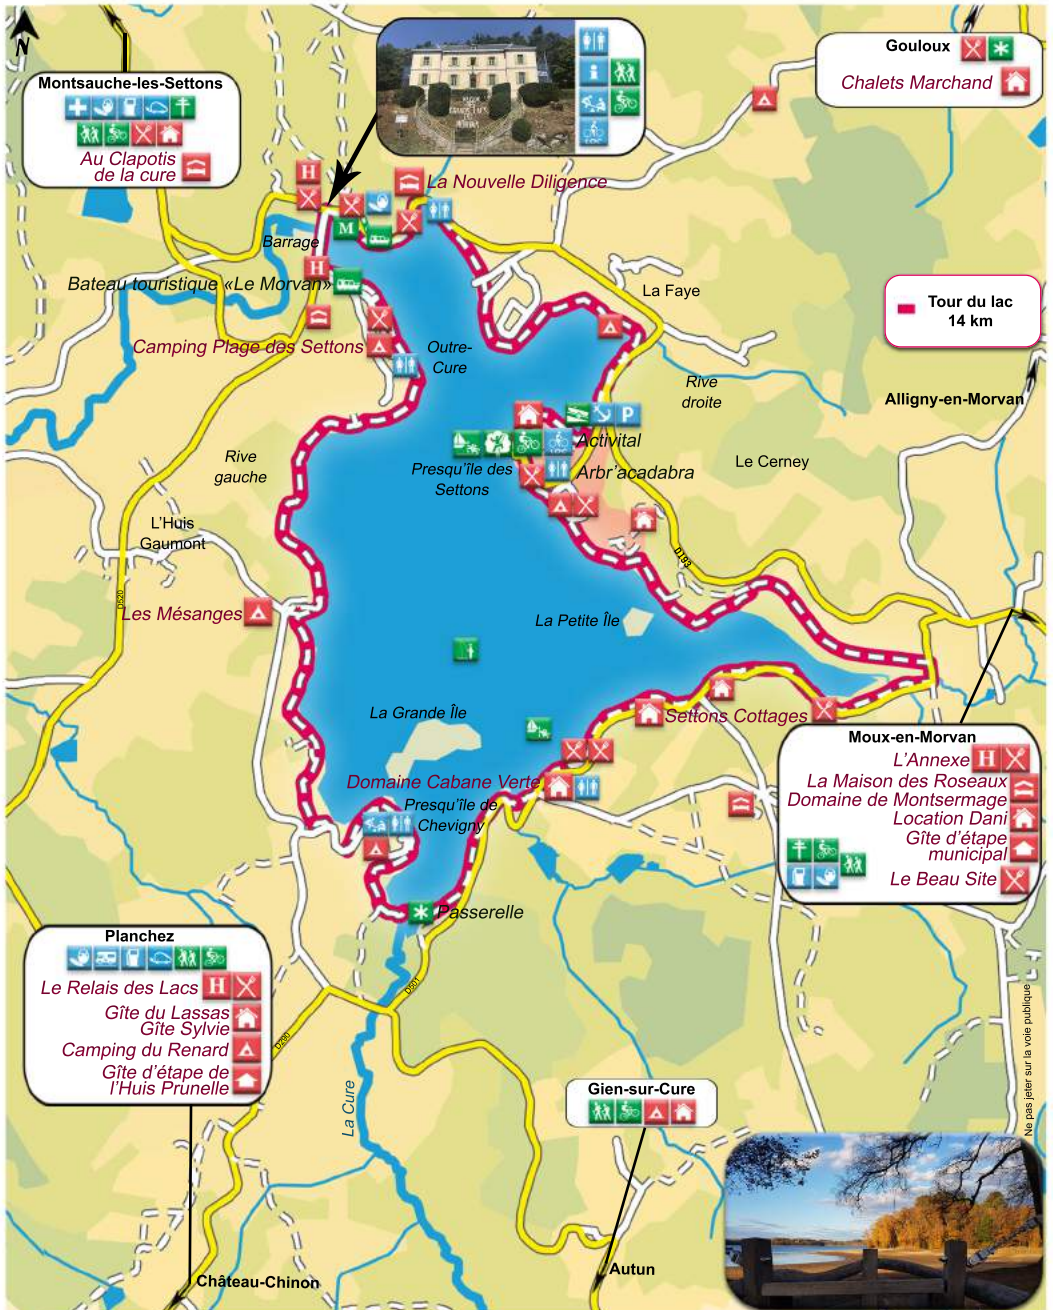 N
Montsauche-les-Settons
Au Clapotis
de la cure
Gouloux
Chalets Marchand
H
La Nouvelle Diligence
M
Barrage
H
Bateau touristique «Le Morvan»
Camping Plage des Settons
Outre-
Cure
La Faye
Tour du lac
14 km
Rive
droite
Alligny-en-Morvan
P
Activital
Rive
gauche
Presqu'île des
Settons
Arbr'acadabra
Le Cerney
L'Huis
Gaumont
D193
D520
Les Mésanges
La Petite Île
La Grande Île
Settons Cottages
Domaine Cabane Verte
Presqu'île de
Chevigny
Passerelle
Moux-en-Morvan
L'Annexe H
La Maison des Roseaux
Domaine de Montsermage
Location Dani
Gîte d'étape
municipal
Le Beau Site
Planchez
Le Relais des Lacs H
Gîte du Lassas
Gîte Sylvie
Camping du Renard
Gîte d'étape de
l'Huis Prunelle
D501
D290
La Cure
Gien-sur-Cure
Ne pas jeter sur la voie publique
Château-Chinon
Autun